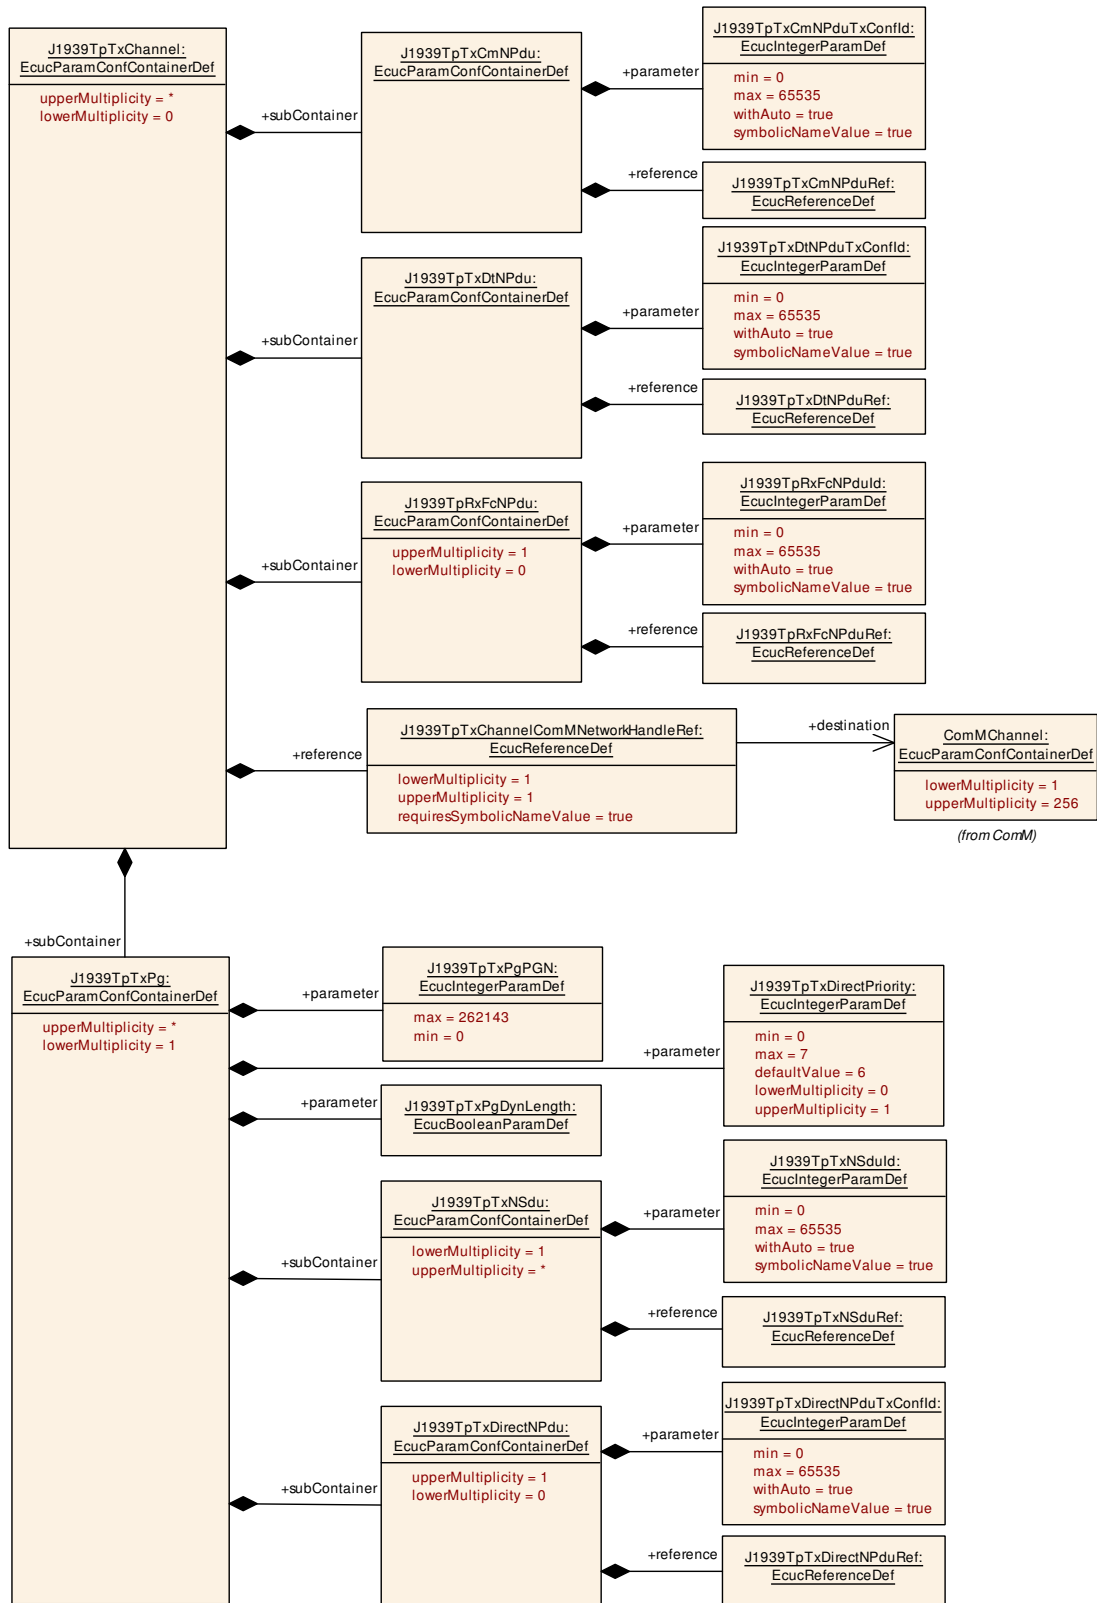 J1939TpTxChannel:
EcucParamConfContainerDef
upperMultiplicity = *
lowerMultiplicity = 0
+subContainer
J1939TpTxCmNPdu:
EcucParamConfContainerDef
+parameter
J1939TpTxCmNPduTxConfId:
EcucIntegerParamDef
min = 0
max = 65535
withAuto = true
symbolicNameValue = true
+reference
J1939TpTxCmNPduRef:
EcucReferenceDef
+subContainer
J1939TpTxDtNPdu:
EcucParamConfContainerDef
+parameter
J1939TpTxDtNPduTxConfId:
EcucIntegerParamDef
min = 0
max = 65535
withAuto = true
symbolicNameValue = true
+reference
J1939TpTxDtNPduRef:
EcucReferenceDef
+subContainer
J1939TpRxFcNPdu:
EcucParamConfContainerDef
upperMultiplicity = 1
lowerMultiplicity = 0
+parameter
J1939TpRxFcNPduId:
EcucIntegerParamDef
min = 0
max = 65535
withAuto = true
symbolicNameValue = true
+reference
J1939TpRxFcNPduRef:
EcucReferenceDef
+reference
J1939TpTxChannelComMNetworkHandleRef:
EcucReferenceDef
lowerMultiplicity = 1
upperMultiplicity = 1
requiresSymbolicNameValue = true
+destination
ComMChannel:
EcucParamConfContainerDef
lowerMultiplicity = 1
upperMultiplicity = 256
(from ComM)
+subContainer
J1939TpTxPg:
EcucParamConfContainerDef
upperMultiplicity = *
lowerMultiplicity = 1
+parameter
J1939TpTxPgPGN:
EcucIntegerParamDef
max = 262143
min = 0
+parameter
J1939TpTxDirectPriority:
EcucIntegerParamDef
min = 0
max = 7
defaultValue = 6
lowerMultiplicity = 0
upperMultiplicity = 1
+parameter
J1939TpTxPgDynLength:
EcucBooleanParamDef
+subContainer
J1939TpTxNSdu:
EcucParamConfContainerDef
lowerMultiplicity = 1
upperMultiplicity = *
+parameter
J1939TpTxNSduId:
EcucIntegerParamDef
min = 0
max = 65535
withAuto = true
symbolicNameValue = true
+reference
J1939TpTxNSduRef:
EcucReferenceDef
+subContainer
J1939TpTxDirectNPdu:
EcucParamConfContainerDef
upperMultiplicity = 1
lowerMultiplicity = 0
+parameter
J1939TpTxDirectNPduTxConfId:
EcucIntegerParamDef
min = 0
max = 65535
withAuto = true
symbolicNameValue = true
+reference
J1939TpTxDirectNPduRef:
EcucReferenceDef